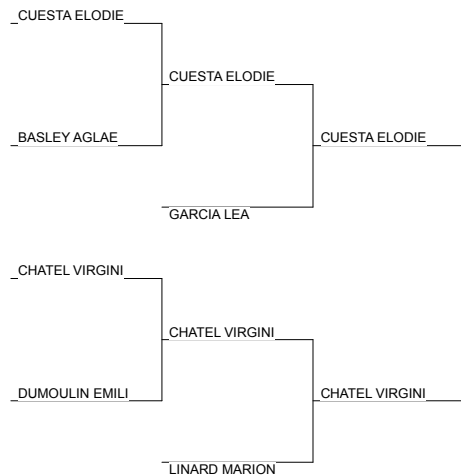 CUESTA ELODIE
CUESTA ELODIE
BASLEY AGLAE
CUESTA ELODIE
GARCIA LEA
CHATEL VIRGINI
CHATEL VIRGINI
DUMOULIN EMILI
CHATEL VIRGINI
LINARD MARION